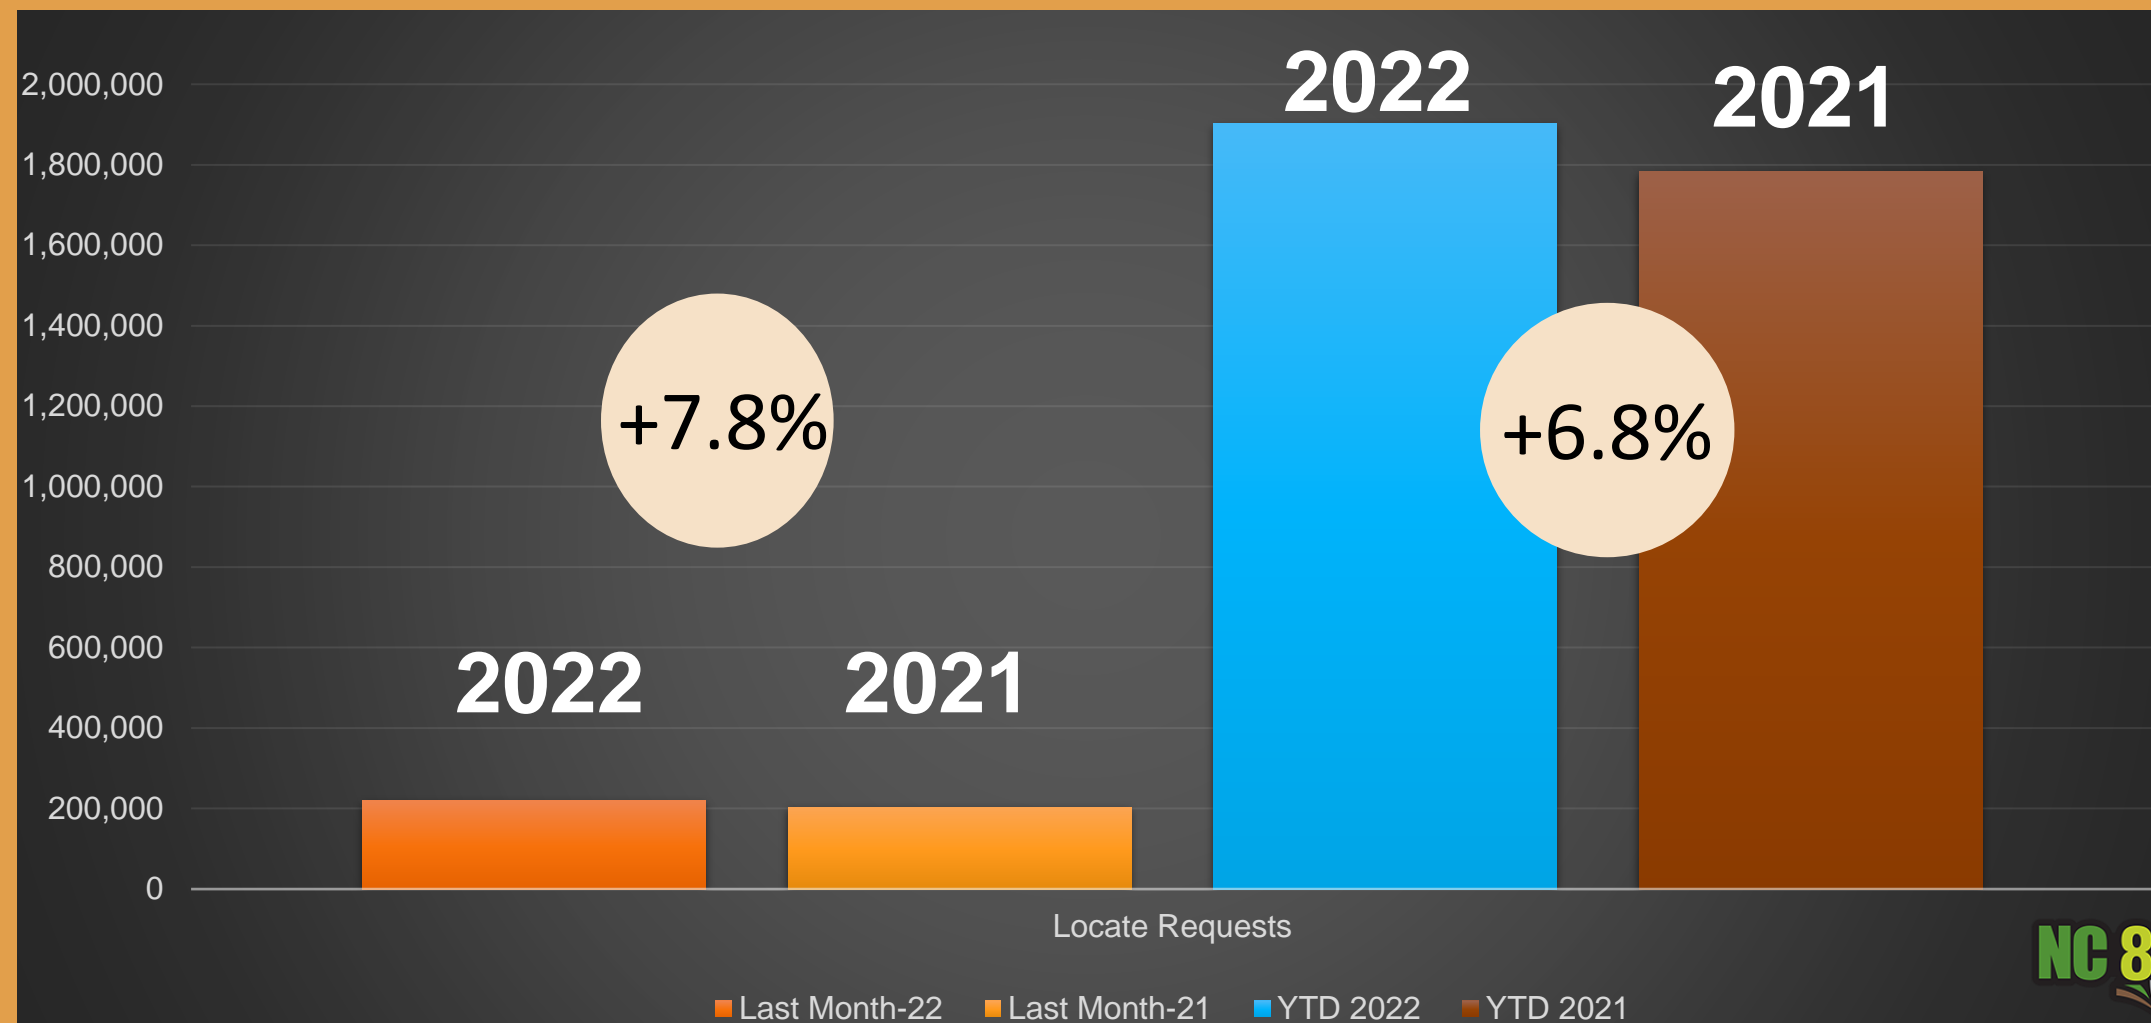 2,000,000
1,800,000
1,600,000
1,400,000
1,200,000
1,000,000
800,000
600,000
400,000
200,000
0
2022
2021
2022
2021
+7.8%
+6.8%
Locate Requests
Last Month-22
Last Month-21
YTD 2022
YTD 2021
NC 8